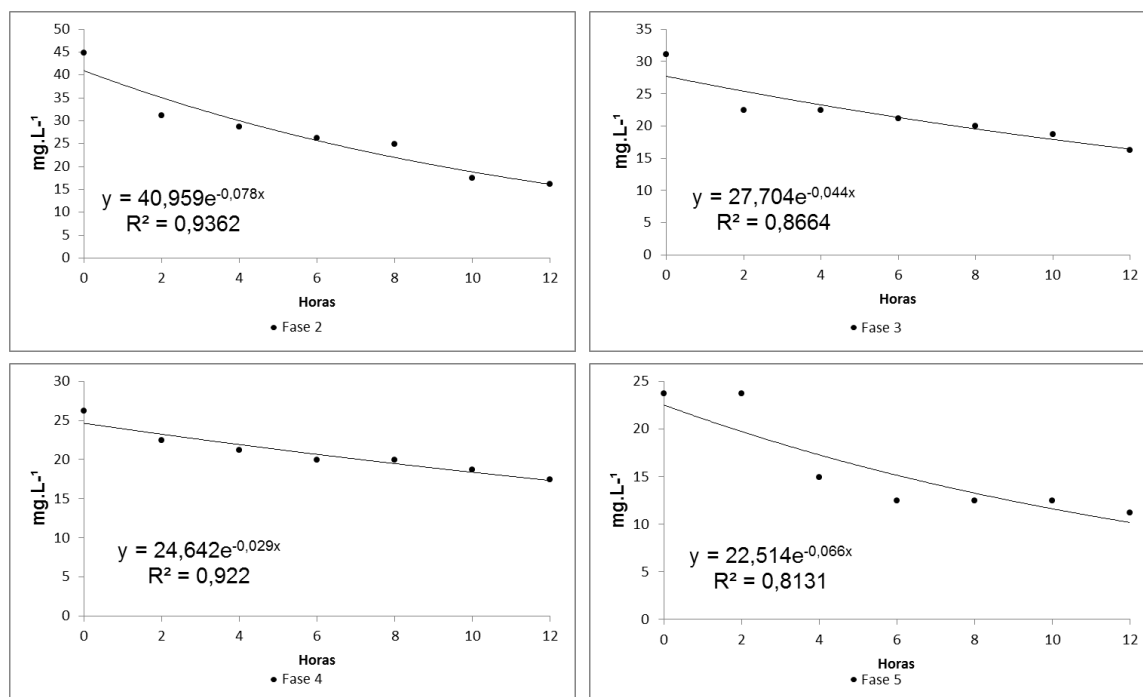 50
45
40
35
30
25
20
15
10
5
0
mg.L-¹
y = 40,959e-0,078x
R² = 0,9362
0 2 4 6 8 10 12
Horas
Fase 2
35
30
25
20
15
10
5
0
mg.L-¹
y = 27,704e-0,044x
R² = 0,8664
0 2 4 6 8 10 12
Horas
Fase 3
30
25
20
15
10
5
0
mg.L-¹
y = 24,642e-0,029x
R² = 0,922
0 2 4 6 8 10 12
Horas
Fase 4
25
20
15
10
5
0
mg.L-¹
y = 22,514e-0,066x
R² = 0,8131
0 2 4 6 8 10 12
Horas
Fase 5